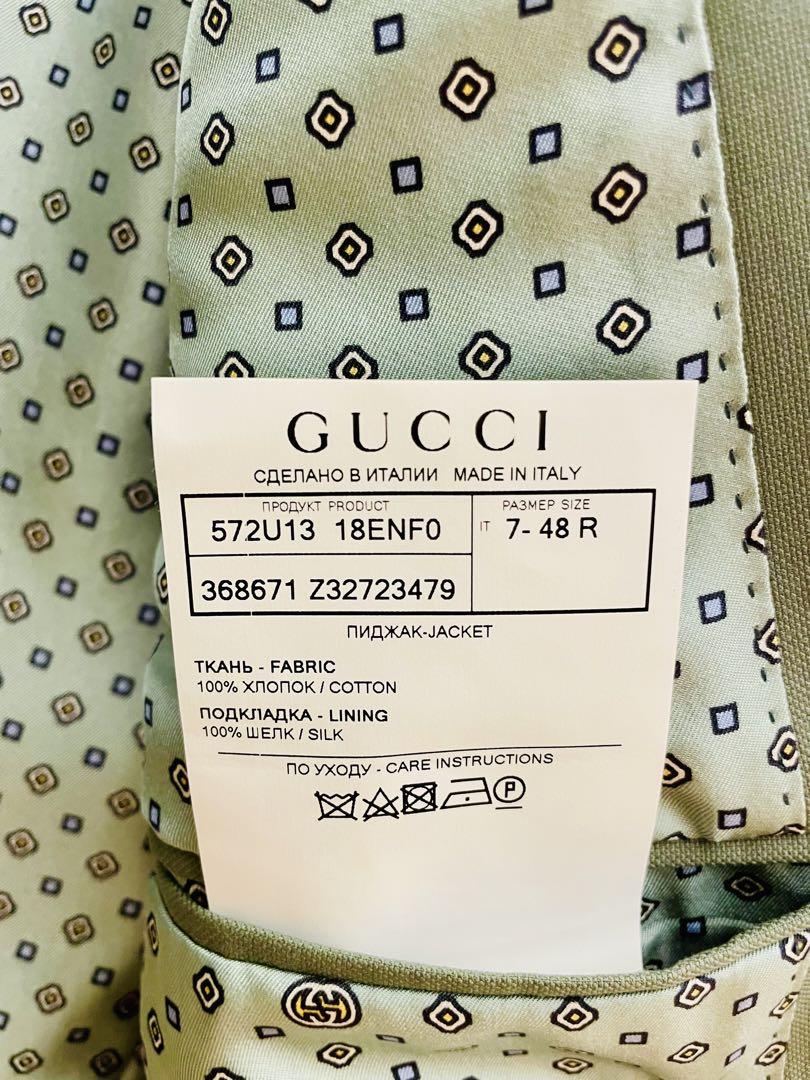 GUCCI
СДЕЛАНО В ИТАЛИИ MADE IN ITALY
ПРОДУКТ PRODUCT РАЗМЕР SIZE
572U13 18ENF0 IT 7- 48 R
368671 Z32723479
ПИДЖАК-JACKET
ТКАНЬ - FABRIC
100% ХЛОПОК / COTTON
ПОДКЛАДКА - LINING
100% ШЕЛК / SILK
ПО УХОДУ - CARE INSTRUCTIONS
P